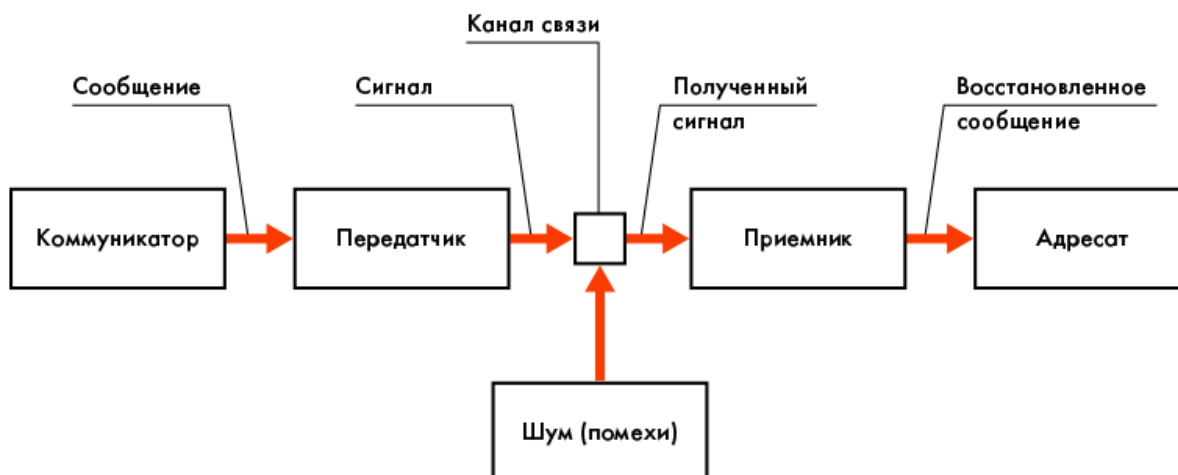 Канал связи
Сообщение
Сигнал
Полученный
сигнал
Восстановленное
сообщение
Коммуникатор
Передатчик
Приемник
Адресат
Шум (помехи)